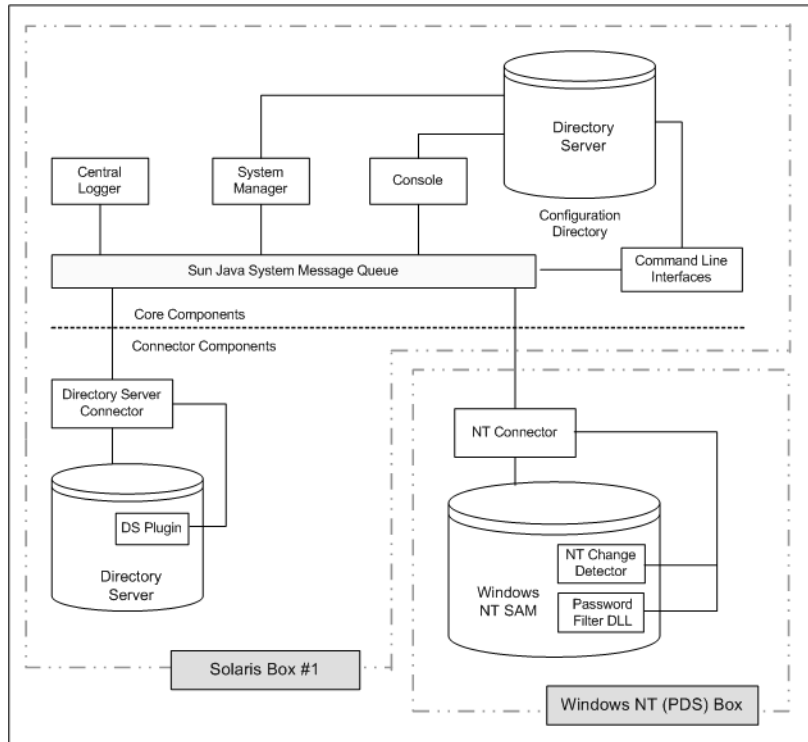 Directory
Server
Central
Logger
System
Manager
Console
Configuration
Directory
Sun Java System Message Queue
Command Line
Interfaces
Core Components
Connector Components
Directory Server
Connector
NT Connector
DS Plugin
Directory
Server
NT Change
Detector
Windows
NT SAM
Password
Filter DLL
Solaris Box #1
Windows NT (PDS) Box